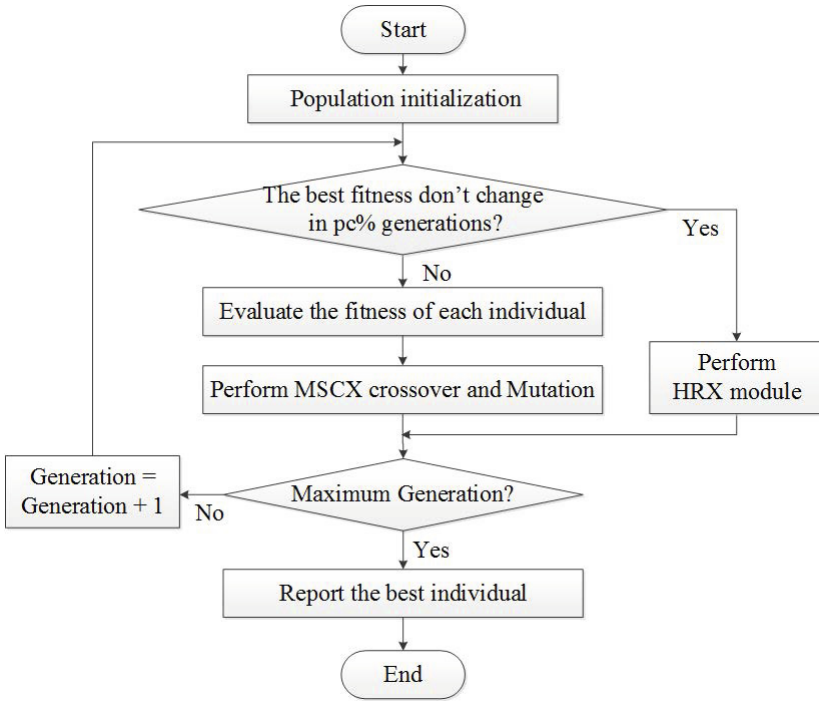 Start
Population initialization
The best fitness don't change
in pc% generations?
Yes
No
Evaluate the fitness of each individual
Perform
HRX module
Perform MSCX crossover and Mutation
Generation =
Generation + 1
No
Maximum Generation?
Yes
Report the best individual
End